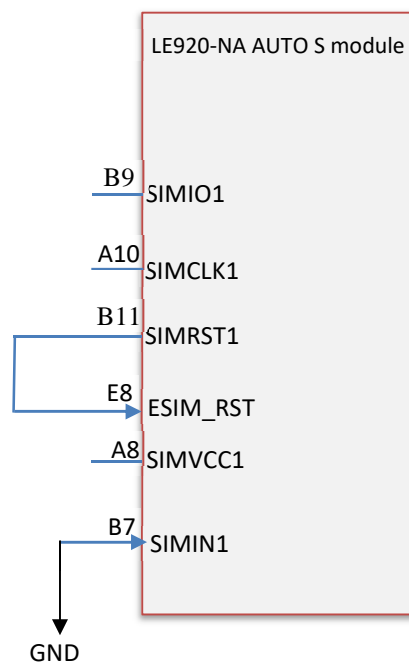 LE920-NA AUTO S module
B9
SIMIO1
A10
SIMCLK1
B11
SIMRST1
E8
ESIM_RST
A8
SIMVCC1
B7
SIMIN1
GND